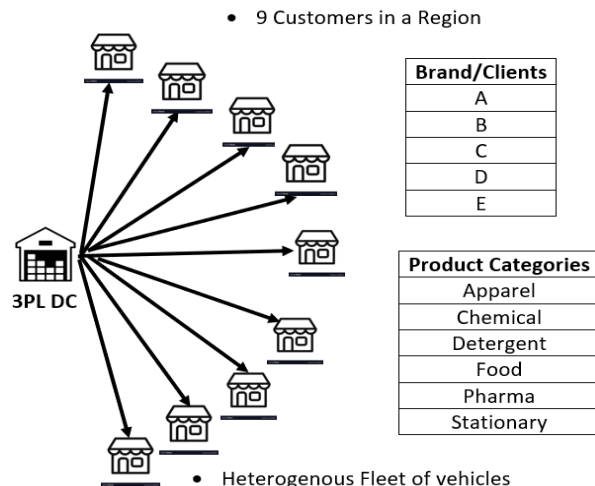 • 9 Customers in a Region
Brand/Clients
A
B
C
D
E
3PL DC
Product Categories
Apparel
Chemical
Detergent
Food
Pharma
Stationary
• Heterogenous Fleet of vehicles